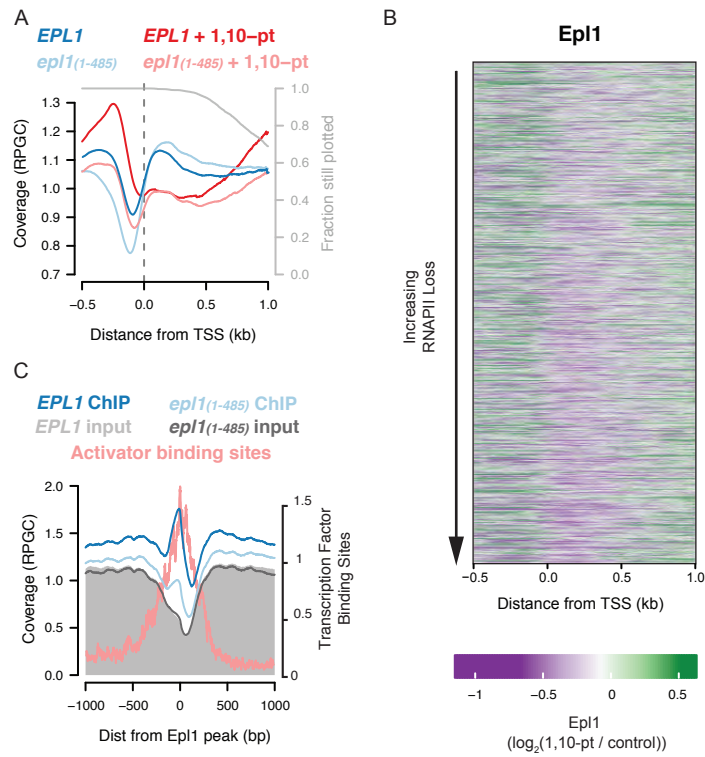 A
EPL1
EPL1 + 1,10–pt
epl1(1-485)
epl1(1-485) + 1,10–pt
Coverage (RPGC)
1.3
1.2
1.1
1.0
0.9
0.8
0.7
1.0
0.8
0.6
0.4
0.2
0.0
Fraction still plotted
−0.5
0.0
0.5
1.0
Distance from TSS (kb)
B
Epl1
Increasing
RNAPII Loss
−0.5
0.0
0.5
1.0
Distance from TSS (kb)
−1
−0.5
0
0.5
Epl1
(log2(1,10-pt / control))
C
EPL1 ChIP
epl1(1-485) ChIP
EPL1 input
epl1(1-485) input
Activator binding sites
Coverage (RPGC)
2.0
1.5
1.0
0.5
0.0
1.5
1
0.5
0
Transcription Factor
Binding Sites
−1000
−500
0
500
1000
Dist from Epl1 peak (bp)